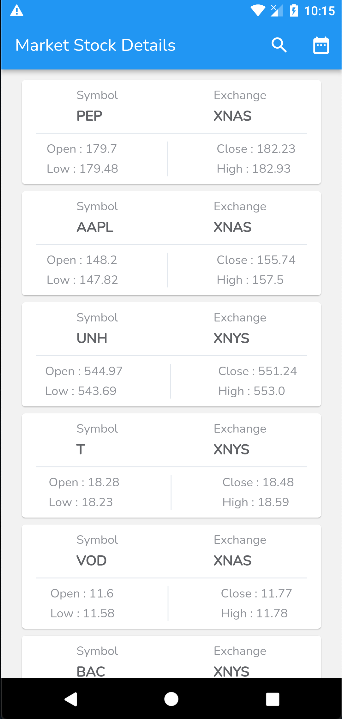 10:15
Market Stock Details
Symbol Exchange
PEP XNAS
Open : 179.7 Close : 182.23
Low : 179.48 High : 182.93
Symbol Exchange
AAPL XNAS
Open : 148.2 Close : 155.74
Low : 147.82 High : 157.5
Symbol Exchange
UNH XNYS
Open : 544.97 Close : 551.24
Low : 543.69 High : 553.0
Symbol Exchange
T XNYS
Open : 18.28 Close : 18.48
Low : 18.23 High : 18.59
Symbol Exchange
VOD XNAS
Open : 11.6 Close : 11.77
Low : 11.58 High : 11.78
Symbol Exchange
BAC XNYS